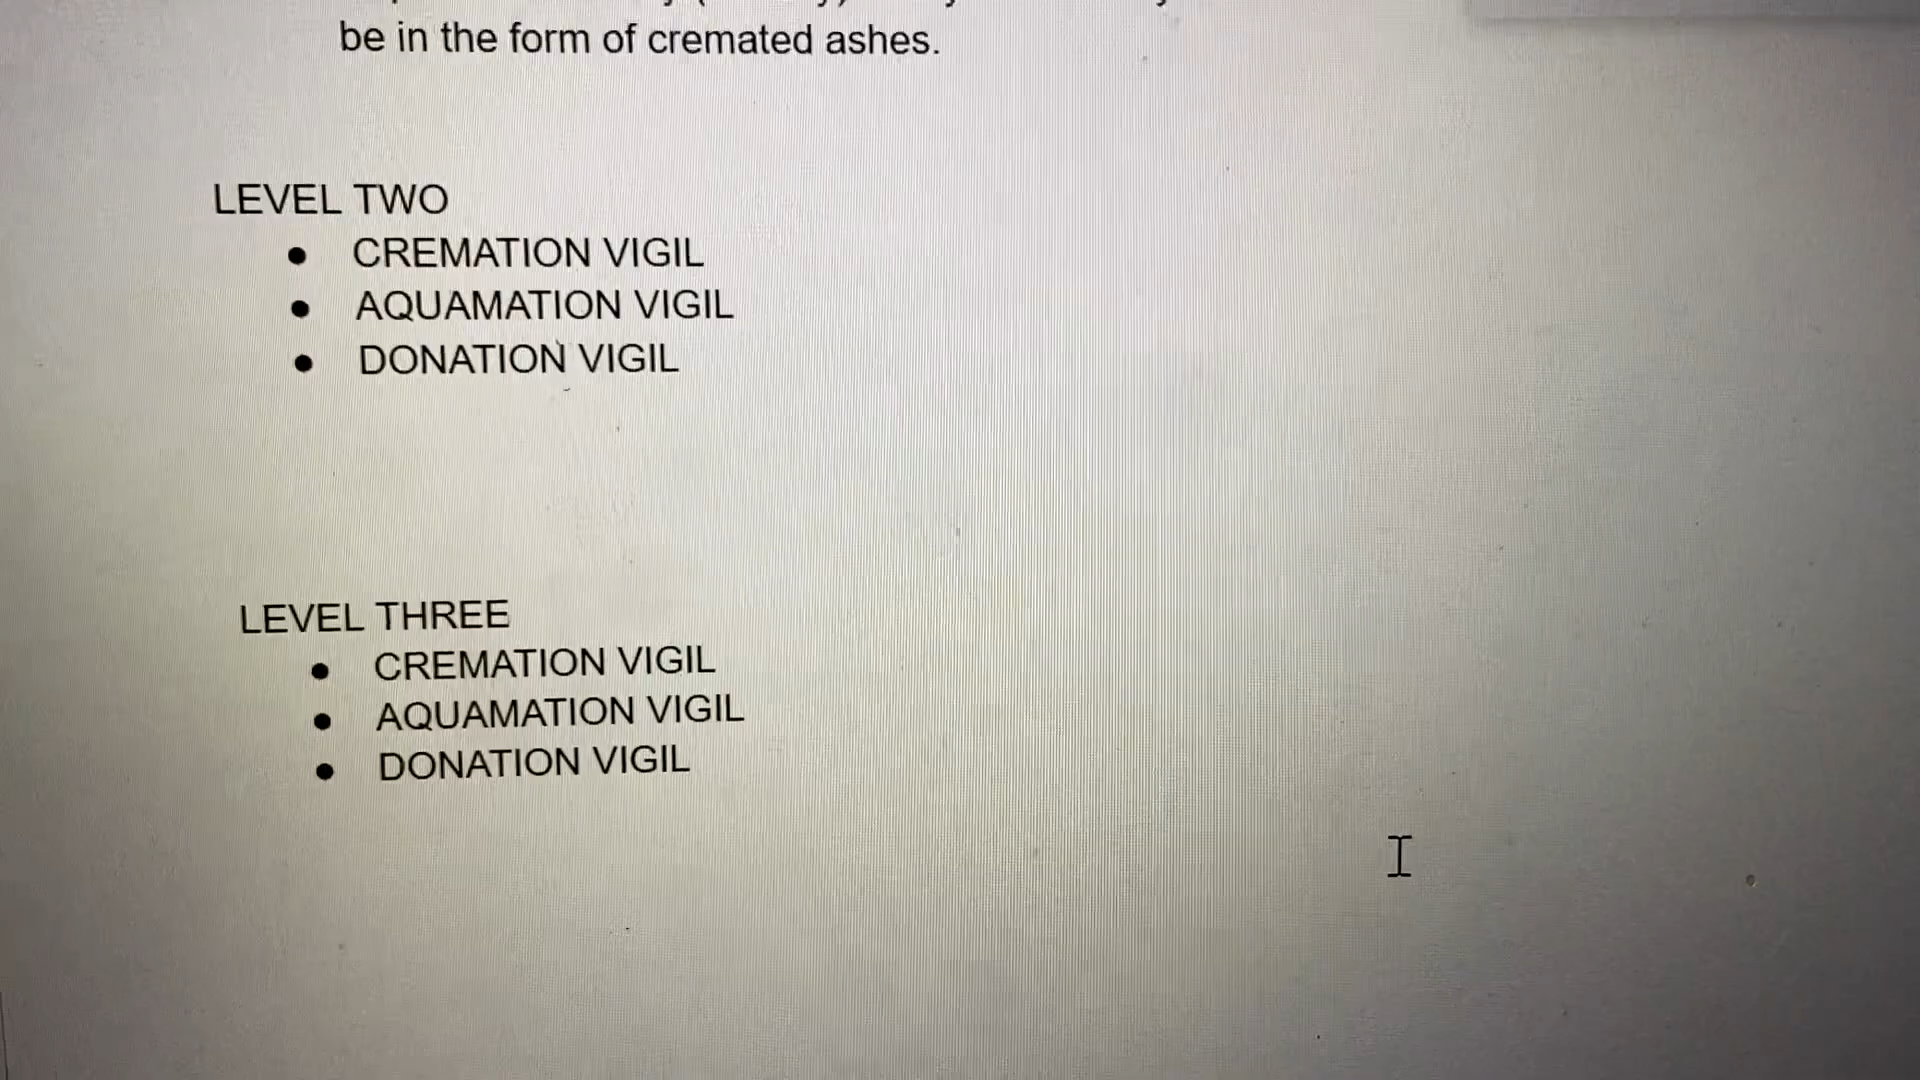 be in the form of cremated ashes.
LEVEL TWO
● CREMATION VIGIL
● AQUAMATION VIGIL
● DONATION VIGIL
LEVEL THREE
● CREMATION VIGIL
● AQUAMATION VIGIL
● DONATION VIGIL